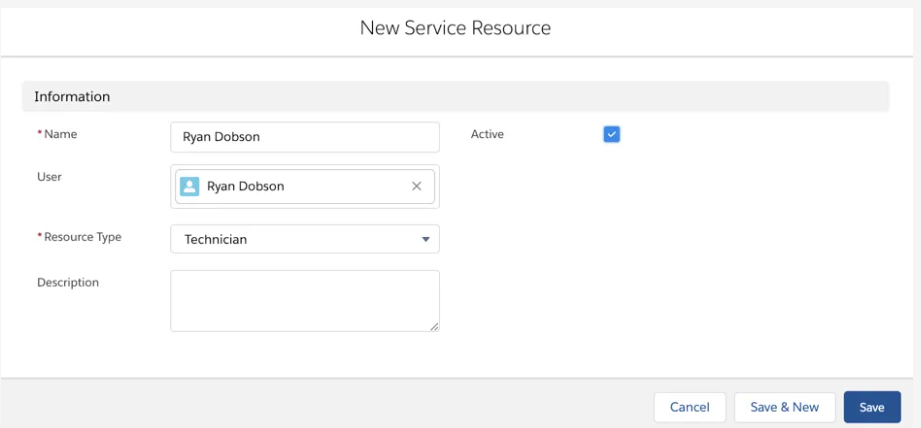 New Service Resource
Information
* Name
Ryan Dobson
Active
User
Ryan Dobson
* Resource Type
Technician
Description
Cancel
Save & New
Save